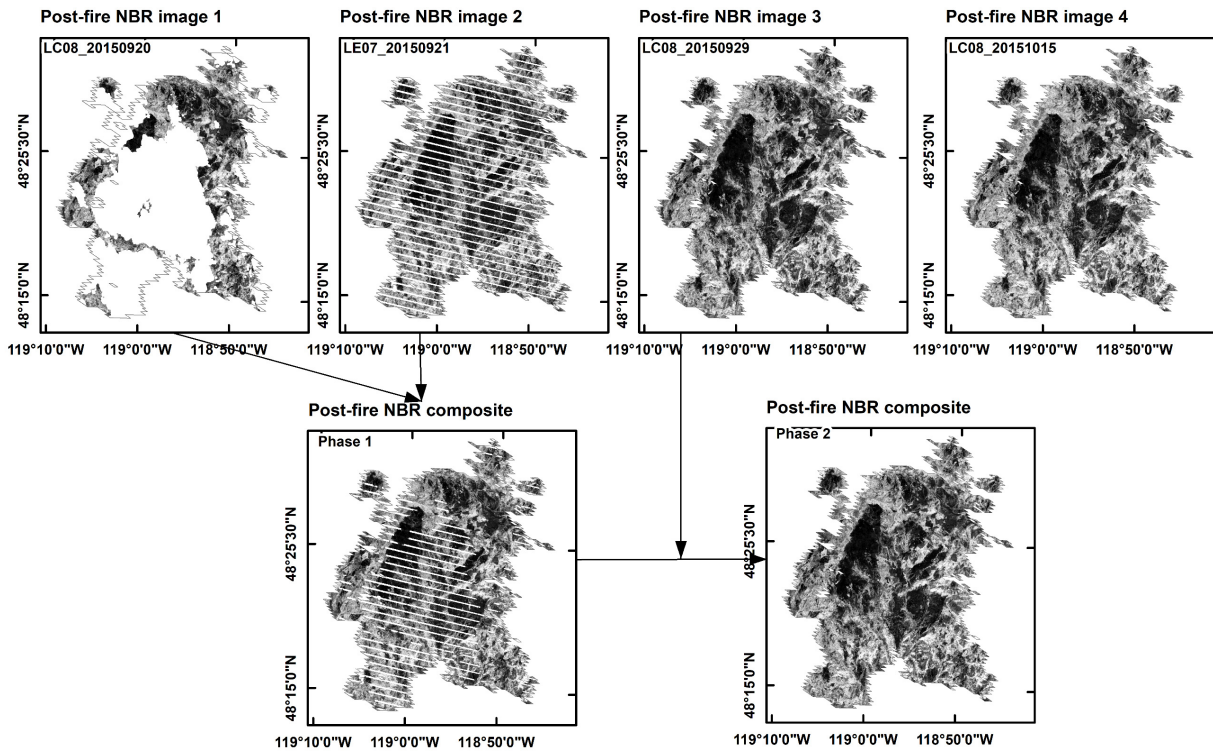 Post-fire NBR image 1
Post-fire NBR image 2
Post-fire NBR image 3
Post-fire NBR image 4
LC08_20150920
LE07_20150921
LC08_20150929
LC08_20151015
48°25'30"N
48°15'0"N
48°25'30"N
48°15'0"N
48°25'30"N
48°15'0"N
48°25'30"N
48°15'0"N
119°10'0"W 119°0'0"W 118°50'0"W
119°10'0"W 119°0'0"W 118°50'0"W
119°10'0"W 119°0'0"W 118°50'0"W
119°10'0"W 119°0'0"W 118°50'0"W
Post-fire NBR composite
Post-fire NBR composite
Phase 1
Phase 2
48°25'30"N
48°15'0"N
48°25'30"N
48°15'0"N
119°10'0"W 119°0'0"W 118°50'0"W
119°10'0"W 119°0'0"W 118°50'0"W